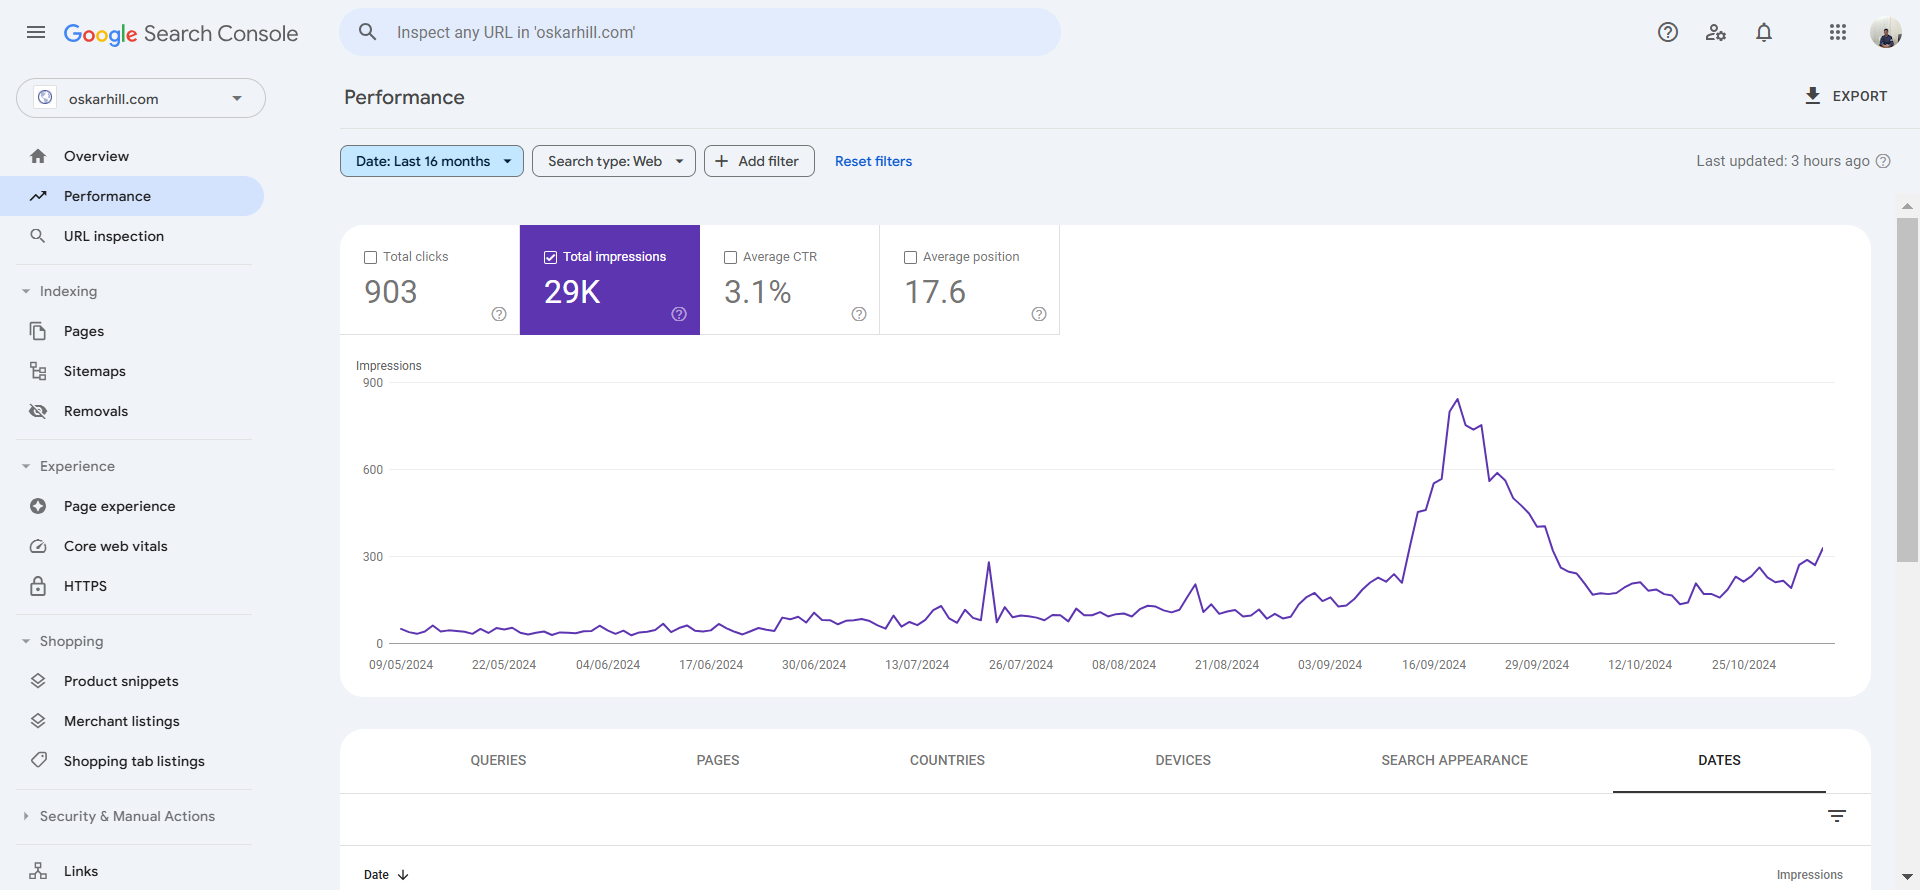 Google Search Console
Inspect any URL in 'oskarhill.com'
oskarhill.com
Performance
EXPORT
Overview
Performance
URL inspection
Indexing
Pages
Sitemaps
Removals
Experience
Page experience
Core web vitals
HTTPS
Shopping
Product snippets
Merchant listings
Shopping tab listings
Security & Manual Actions
Links
Date: Last 16 months
Search type: Web
Add filter
Reset filters
Last updated: 3 hours ago
Total clicks
903
Total impressions
29K
Average CTR
3.1%
Average position
17.6
Impressions
900
600
300
0
09/05/2024 22/05/2024 04/06/2024 17/06/2024 30/06/2024 13/07/2024 26/07/2024 08/08/2024 21/08/2024 03/09/2024 16/09/2024 29/09/2024 12/10/2024 25/10/2024
QUERIES PAGES COUNTRIES DEVICES SEARCH APPEARANCE DATES
Date Impressions